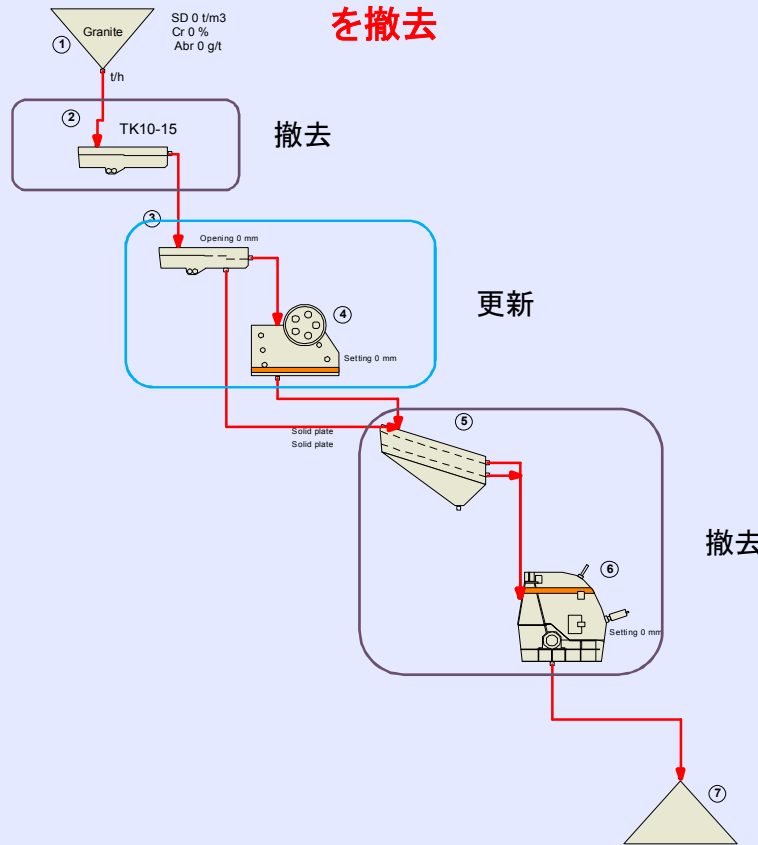 を撤去
Granite
SD 0 t/m3
Cr 0 %
Abr 0 g/t
1
t/h
2
TK10-15
撤去
3
Opening 0 mm
更新
4
Setting 0 mm
5
Solid plate
Solid plate
撤去
6
Setting 0 mm
7